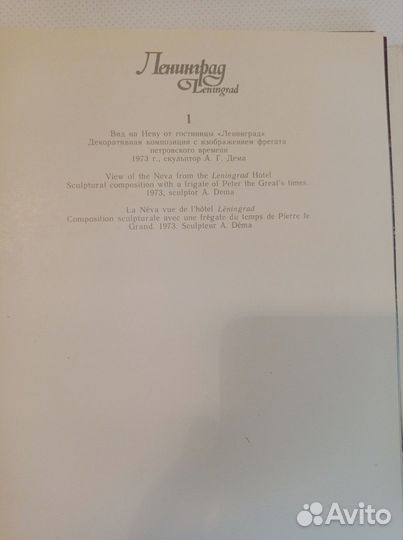 Ленинград
Leningrad
1
Вид на Неву от гостиницы «Ленинград»
Декоративная композиция с изображением фрегата
петровского времени
1973 г., скульптор А. Г. Дема
View of the Neva from the Leningrad Hotel
Sculptural composition with a frigate of Peter the Great's times.
1973, sculptor A. Dema
La Néva vue de l'hôtel Léningrad
Composition sculpturale avec une frégate du temps de Pierre le
Grand. 1973. Sculpteur A. Déma
Avito